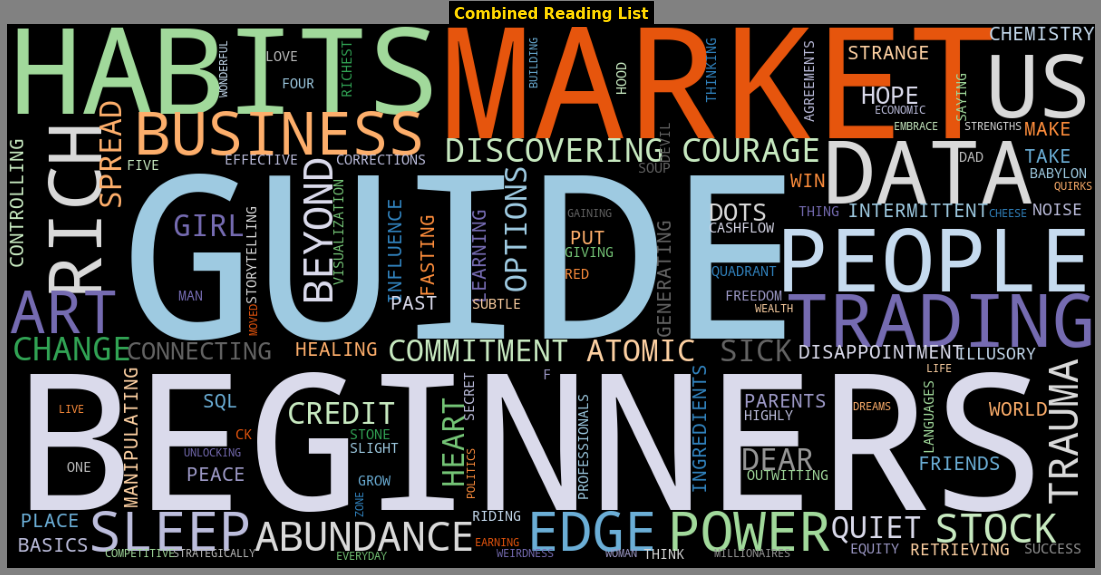 Combined Reading List
HABITS
MARKET
US
CHEMISTRY
WONDERFUL
LOVE
FOUR
RICHEST
BUILDING
HOOD
THINKING
AGREEMENTS
STRANGE
HOPE
ECONOMIC
SAYING
EMBRACE
STRENGTHS
MAKE
BUSINESS
SPREAD
RICH
CONTROLLING
FIVE
EFFECTIVE
CORRECTIONS
DISCOVERING
SOUL
DEVIL
COURAGE
DATA
DAD
TAKE
BABYLON
QUIRKS
WIN
GUIDE
GIRL
MAN
STORYTELLING
MOVED
BEYOND
VISUALIZATION
INFLUENCE
PAST
FASTING
LEARNING
SUBTLE
OPTIONS
GAINING
PUT
GIVING
RED
GENERATING
DOTS
CASHFLOW
QUADRANT
FREEDOM
WEALTH
THING
INTERMITTENT
CHEESE
NOISE
PEOPLE
TRADING
ART
CHANGE
CONNECTING
HEALING
COMMITMENT
ATOMIC
SICK
DISAPPOINTMENT
ILLUSORY
LIFE
BEGINNERS
LIVE
ONE
MANIPULATING
SQL
CK
UNLOCKING
PEACE
CREDIT
STONE
SLIGHT
GROW
ZONE
HEART
SECRET
POLITICS
F
PROFESSIONALS
INGREDIENTS
PARENTS
HIGHLY
DEAR
OUTWITTING
DREAMS
LANGUAGES
FRIENDS
WORLD
TRAUMA
PLACE
BASICS
SLEEP
COMPETITIVE
STRATEGICALLY
ABUNDANCE
EVERYDAY
RIDING
EARNING
WEIRDNESS
EDGE
WOMAN
THINK
POWER
MILLIONAIRES
QUIET
EQUITY
STOCK
RETRIEVING
SUCCESS